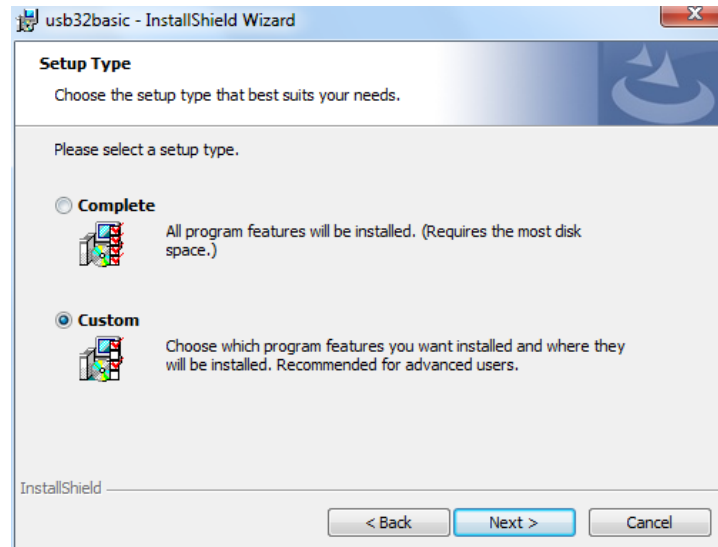 usb32basic - InstallShield Wizard
Setup Type
Choose the setup type that best suits your needs.
Please select a setup type.
Complete
All program features will be installed. (Requires the most disk
space.)
Custom
Choose which program features you want installed and where they
will be installed. Recommended for advanced users.
InstallShield
< Back Next > Cancel